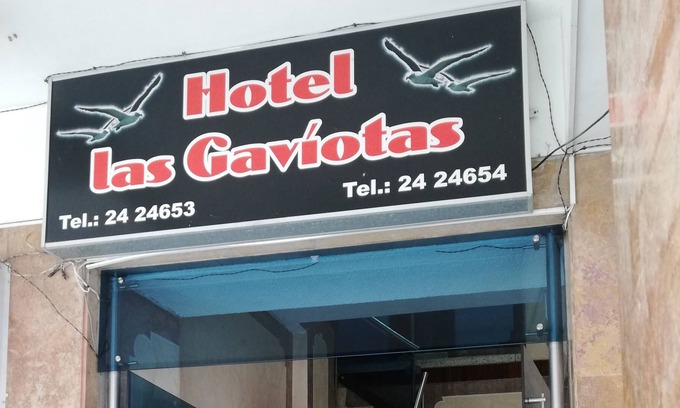 Hotel
las Gavíotas
Tel.: 24 24653
Tel.: 24 24654